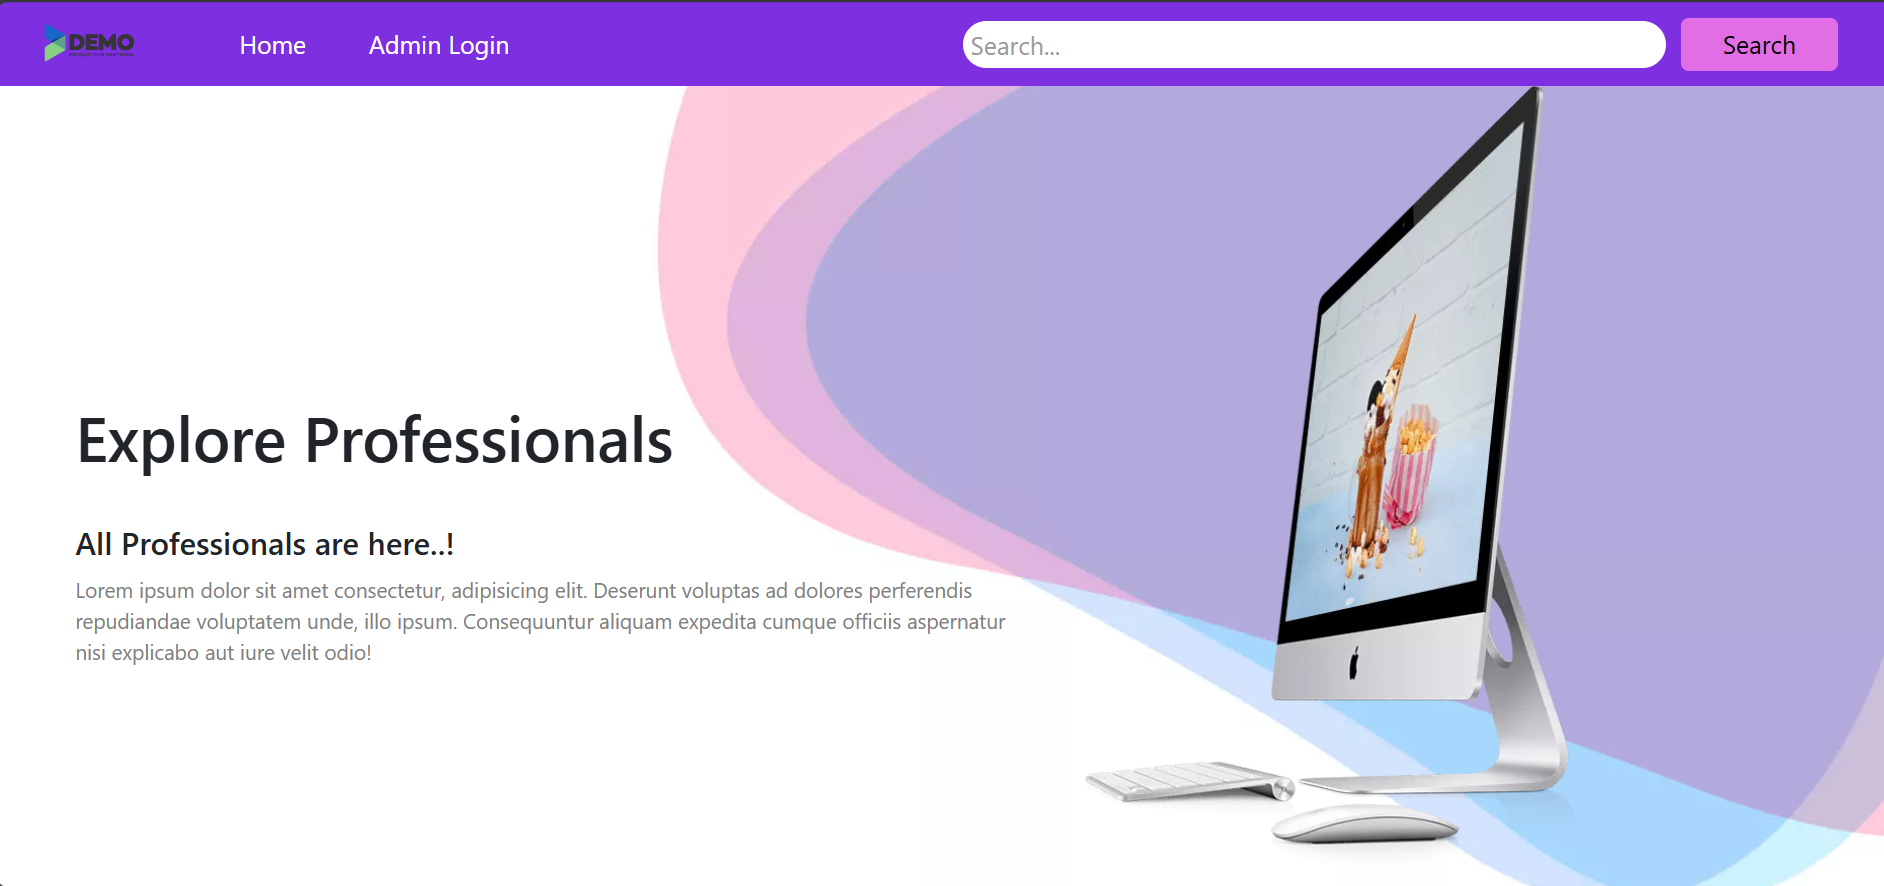 DEMO
PRODUCTION PARTNERS
Home
Admin Login
Search...
Search
Explore Professionals
All Professionals are here..!
Lorem ipsum dolor sit amet consectetur, adipisicing elit. Deserunt voluptas ad dolores perferendis
repudiandae voluptatem unde, illo ipsum. Consequuntur aliquam expedita cumque officiis aspernatur
nisi explicabo aut iure velit odio!